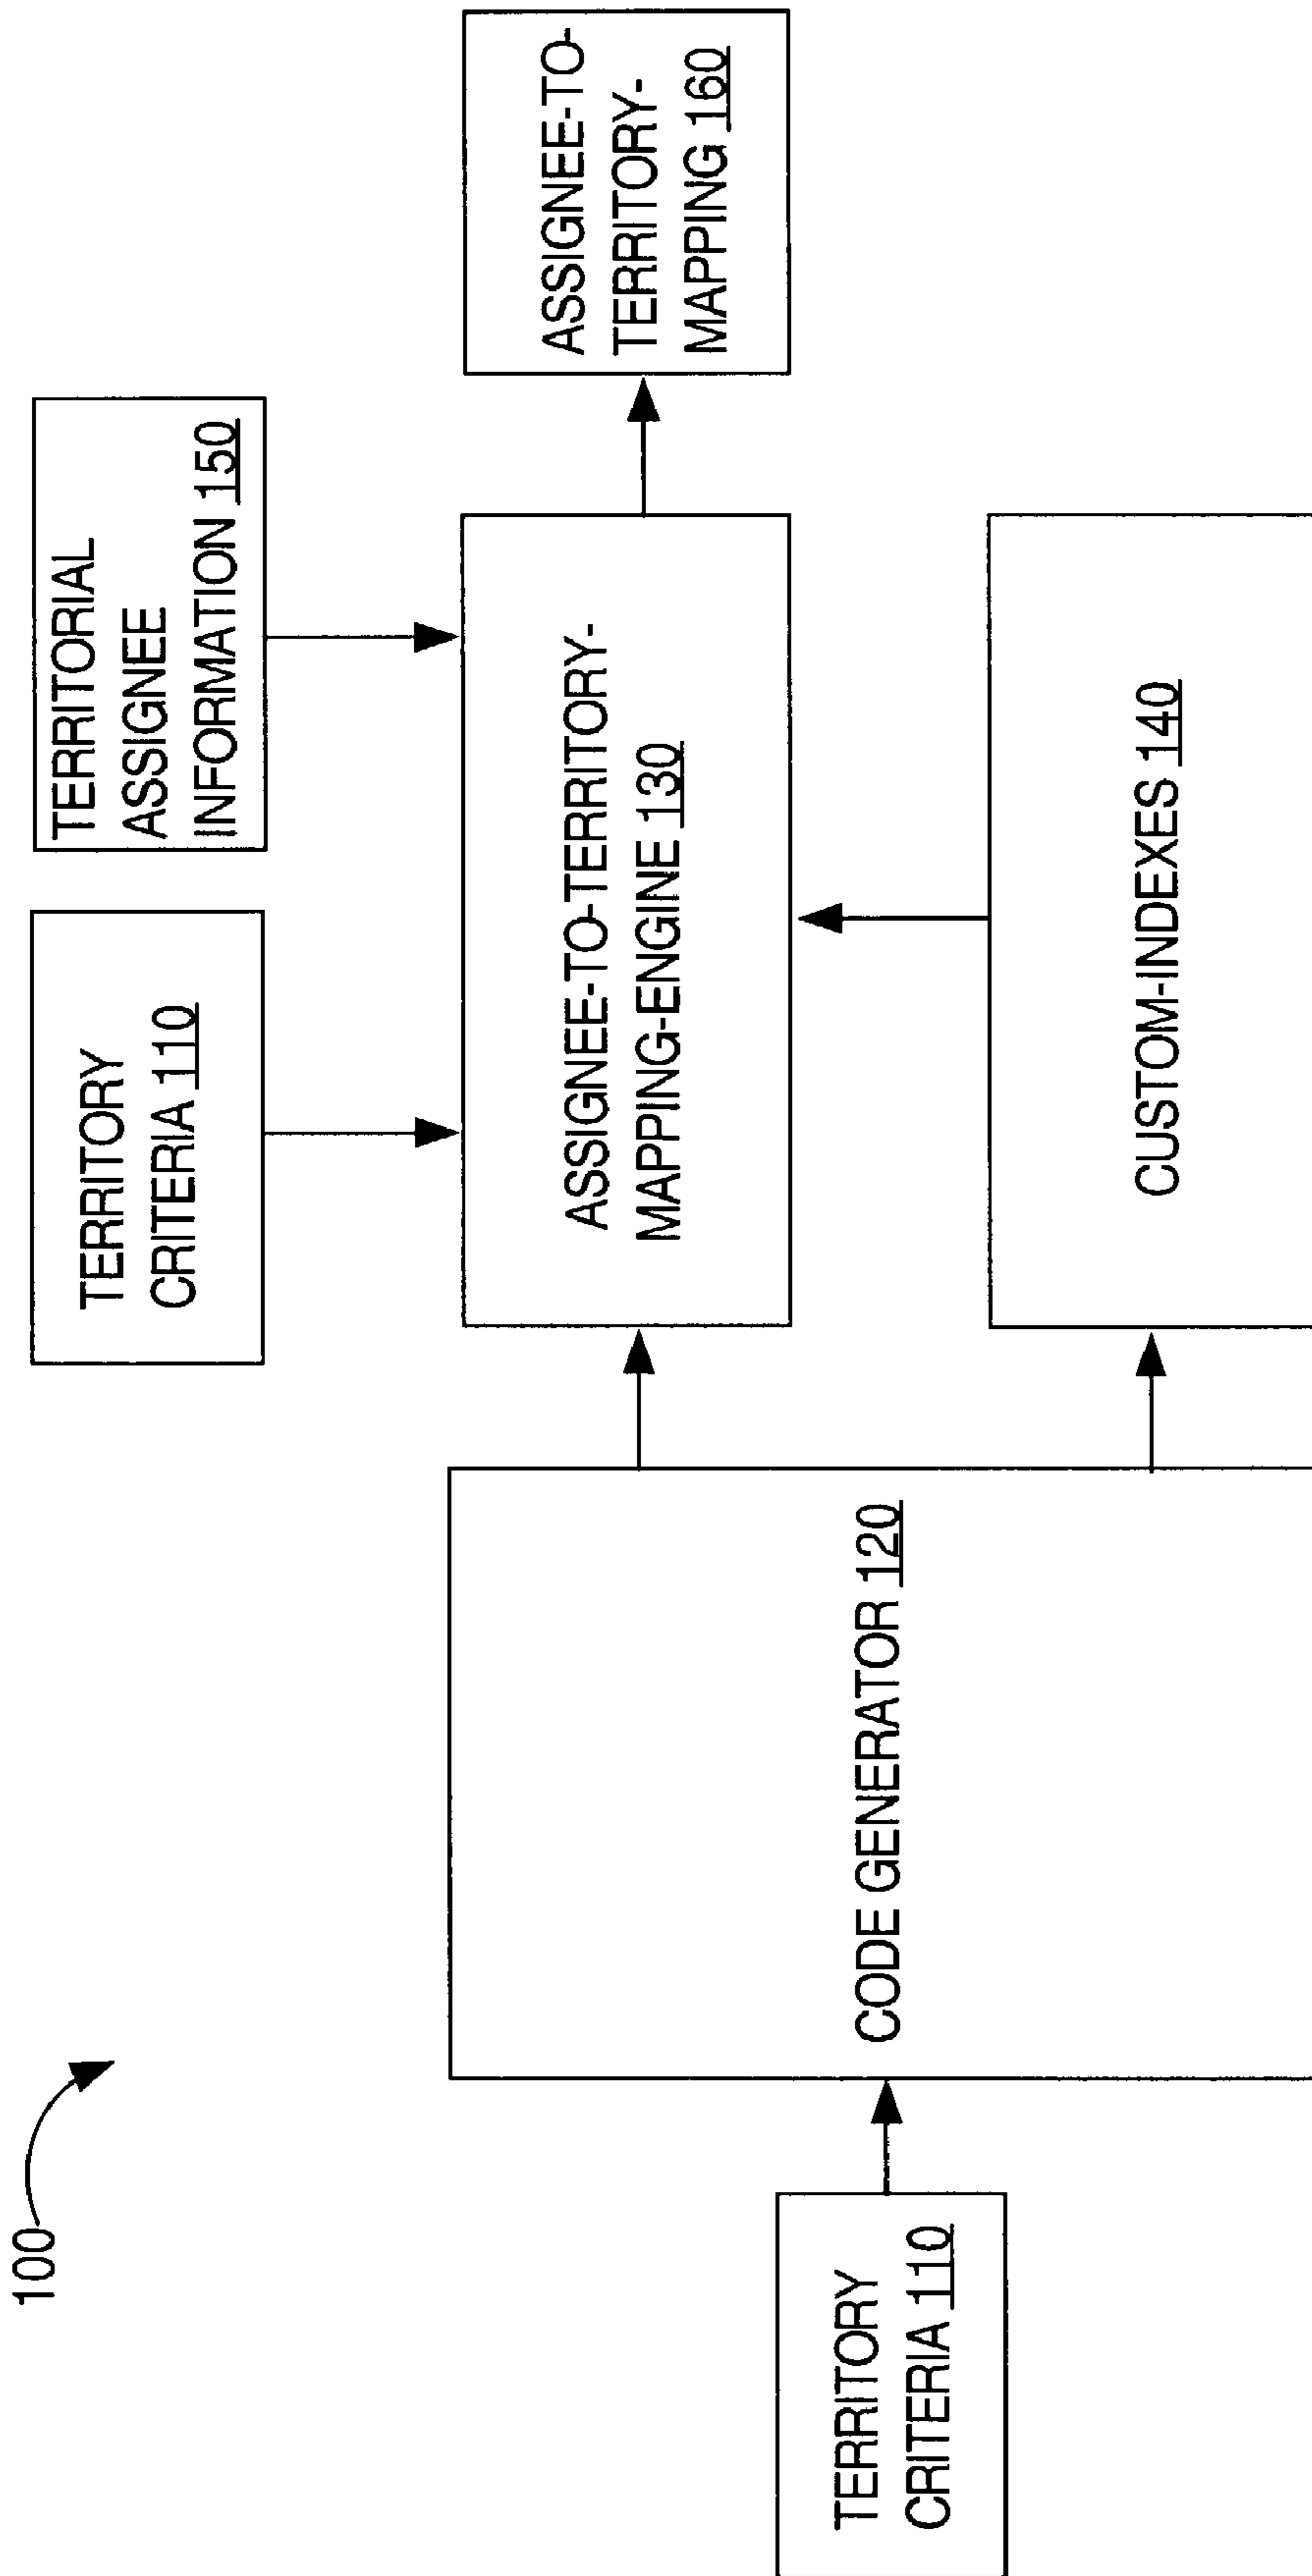 100
TERRITORY
CRITERIA 110
CODE GENERATOR 120
TERRITORY
CRITERIA 110
TERRITORIAL
ASSIGNEE
INFORMATION 150
ASSIGNEE-TO-TERRITORY-
MAPPING-ENGINE 130
CUSTOM-INDEXES 140
ASSIGNEE-TO-
TERRITORY-
MAPPING 160